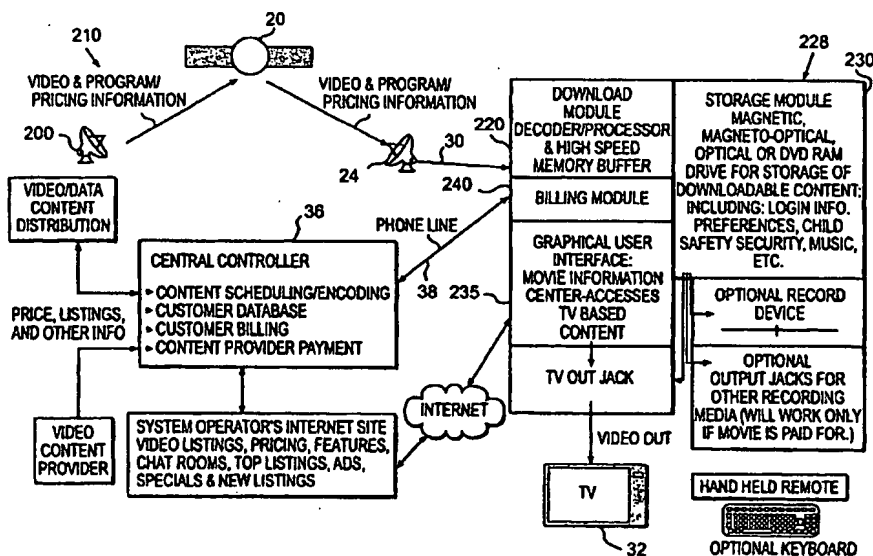 210
20
228
230
VIDEO & PROGRAM/
PRICING INFORMATION
VIDEO & PROGRAM/
PRICING INFORMATION
200
24
30
220
240
VIDEO/DATA
CONTENT
DISTRIBUTION
36
PHONE LINE
38
235
CENTRAL CONTROLLER
CONTENT SCHEDULING/ENCODING
CUSTOMER DATABASE
CUSTOMER BILLING
CONTENT PROVIDER PAYMENT
PRICE, LISTINGS,
AND OTHER INFO
VIDEO
CONTENT
PROVIDER
SYSTEM OPERATOR'S INTERNET SITE
VIDEO LISTINGS, PRICING, FEATURES,
CHAT ROOMS, TOP LISTINGS, ADS,
SPECIALS & NEW LISTINGS
INTERNET
DOWNLOAD
MODULE
DECODER/PROCESSOR
& HIGH SPEED
MEMORY BUFFER
BILLING MODULE
GRAPHICAL USER
INTERFACE:
MOVIE INFORMATION
CENTER-ACCESSES
TV BASED
CONTENT
TV OUT JACK
VIDEO OUT
TV
32
STORAGE MODULE
MAGNETIC,
MAGNETO-OPTICAL,
OPTICAL OR DVD RAM
DRIVE FOR STORAGE OF
DOWNLOADABLE CONTENT:
INCLUDING: LOGIN INFO.
PREFERENCES, CHILD
SAFETY SECURITY, MUSIC,
ETC.
OPTIONAL RECORD
DEVICE
OPTIONAL
OUTPUT JACKS FOR
OTHER RECORDING
MEDIA (WILL WORK ONLY
IF MOVIE IS PAID FOR.)
HAND HELD REMOTE
OPTIONAL KEYBOARD